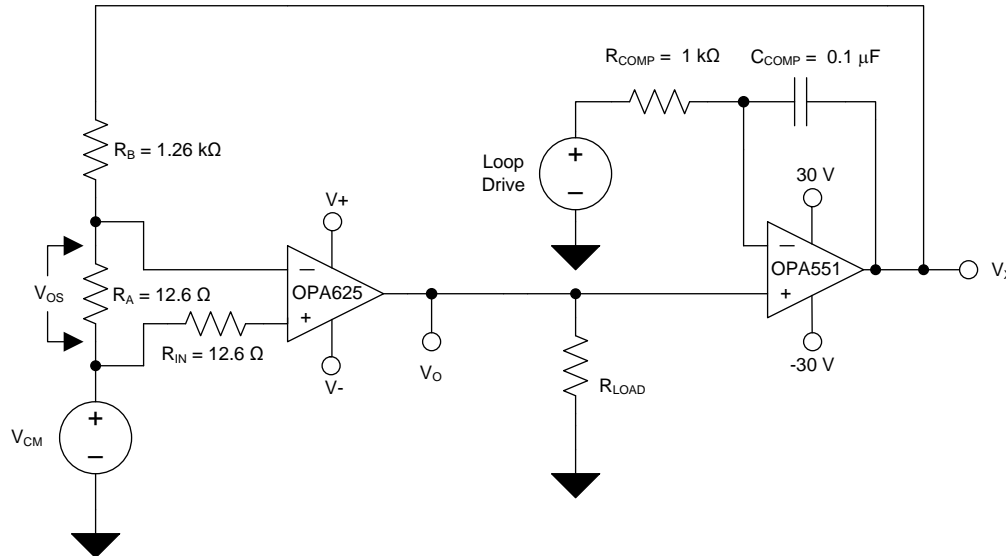 R_COMP = 1 kΩ
C_COMP = 0.1 μF
R_B = 1.26 kΩ
Loop
Drive
+
−
30 V
V+
−
OPA551
+
V_OS
R_A = 12.6 Ω
−
OPA625
+
R_IN = 12.6 Ω
V-
V_O
-30 V
R_LOAD
V_CM
+
−